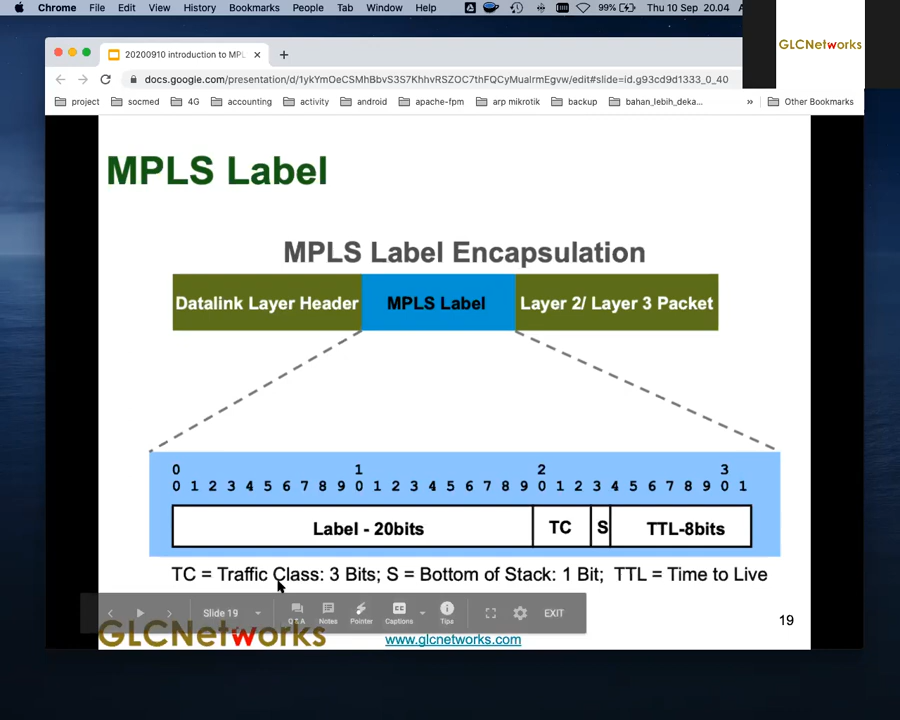 Chrome File Edit View History Bookmarks People Tab Window Help 99% Thu 10 Sep 20.04
GLCNetworks
20200910 introduction to MPL
docs.google.com/presentation/d/1ykYmOeCSMhBbvS3S7KhhvRSZOC7thFQCyMualrmEgvw/edit#slide=id.g93cd9d1333_0_40
project socmed 4G accounting activity android apache-fpm arp mikrotik backup bahan_lebih_deka... » Other Bookmarks
MPLS Label
MPLS Label Encapsulation
Datalink Layer Header MPLS Label Layer 2/ Layer 3 Packet
0 1 2 3
0 1 2 3 4 5 6 7 8 9 0 1 2 3 4 5 6 7 8 9 0 1 2 3 4 5 6 7 8 9 0 1
Label - 20bits TC S TTL-8bits
TC = Traffic Class: 3 Bits; S = Bottom of Stack: 1 Bit; TTL = Time to Live
Slide 19 Q&A Notes Pointer Captions Tips EXIT
19
GLCNetworks
www.glcnetworks.com